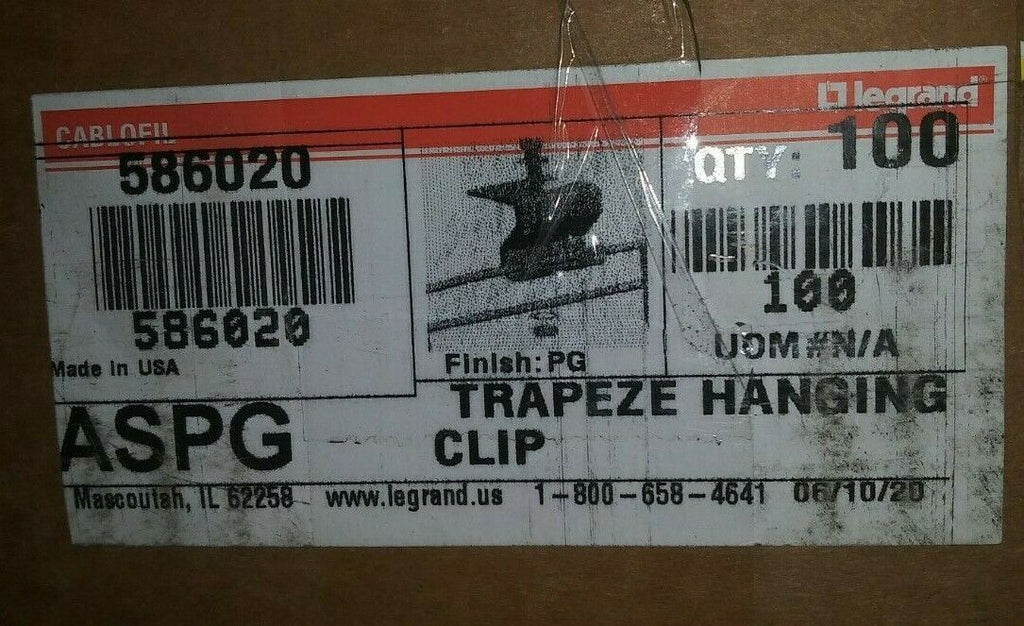 CABLOFIL
legrand®
586020
586020
Made in USA
Finish: PG
QTY: 100
100
UOM #N/A
ASPG
TRAPEZE HANGING
CLIP
Mascoutah, IL 62258 www.legrand.us 1-800-658-4641 06/10/20